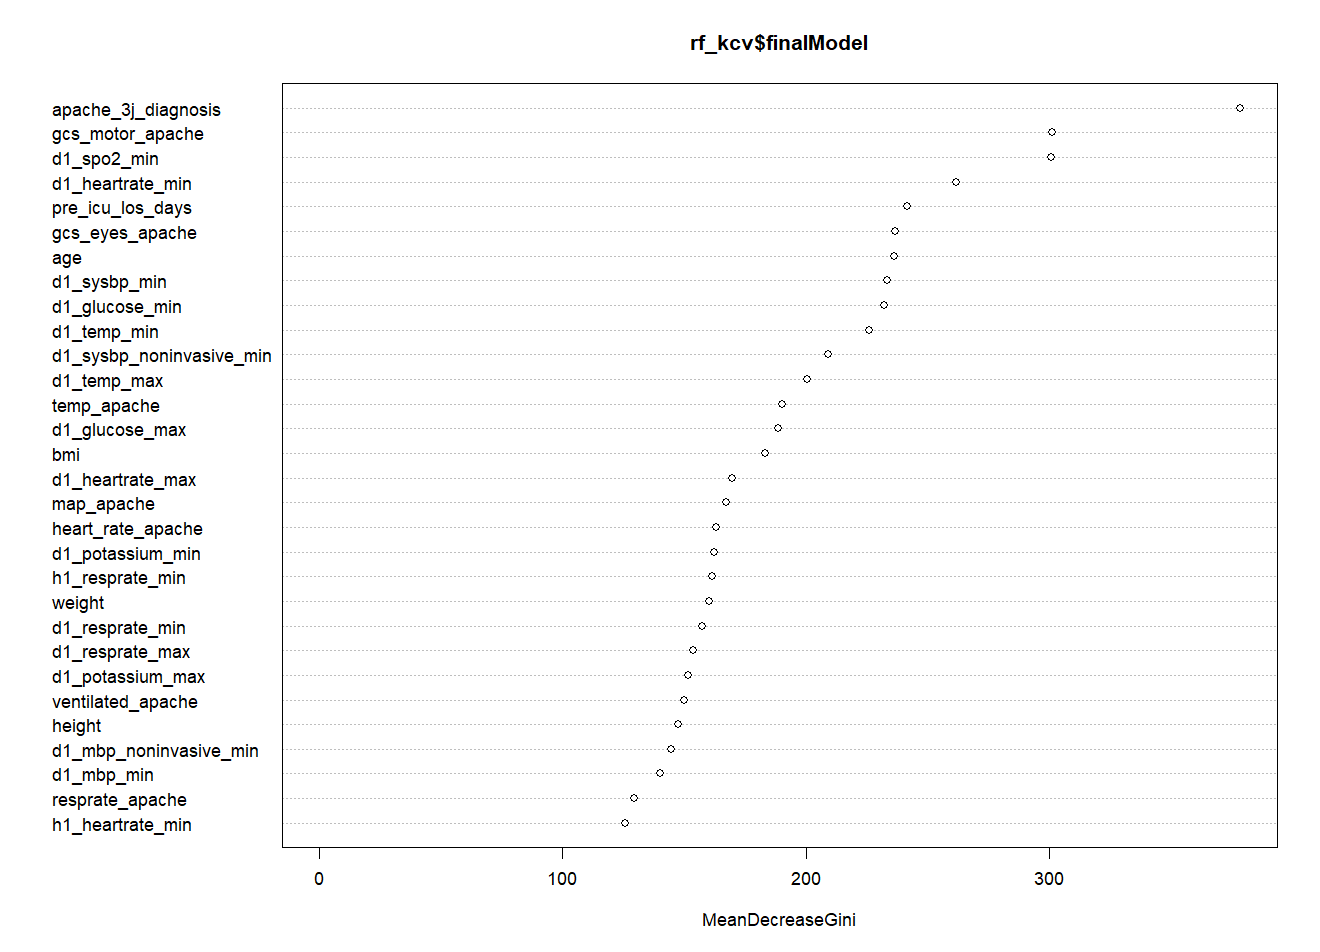 rf_kcv$finalModel
apache_3j_diagnosis
gcs_motor_apache
d1_spo2_min
d1_heartrate_min
pre_icu_los_days
gcs_eyes_apache
age
d1_sysbp_min
d1_glucose_min
d1_temp_min
d1_sysbp_noninvasive_min
d1_temp_max
temp_apache
d1_glucose_max
bmi
d1_heartrate_max
map_apache
heart_rate_apache
d1_potassium_min
h1_resprate_min
weight
d1_resprate_min
d1_resprate_max
d1_potassium_max
ventilated_apache
height
d1_mbp_noninvasive_min
d1_mbp_min
resprate_apache
h1_heartrate_min
0 100 200 300
MeanDecreaseGini